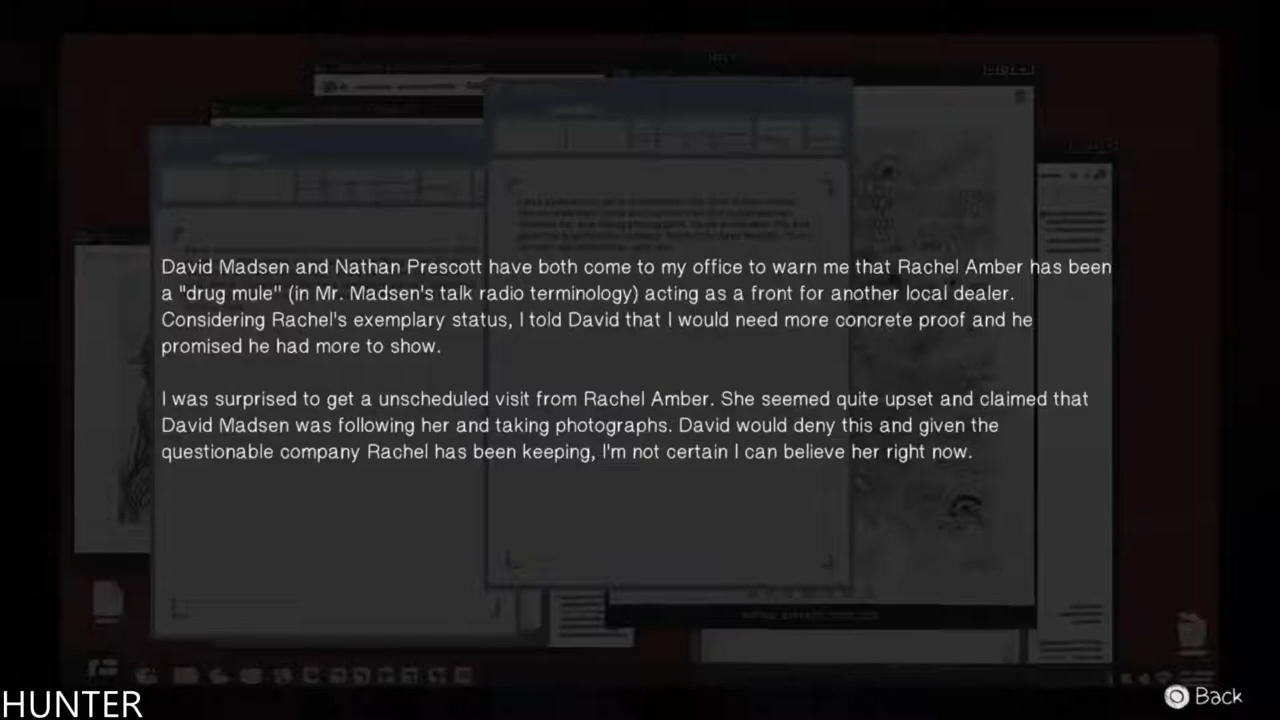 David Madsen and Nathan Prescott have both come to my office to warn me that Rachel Amber has been
a "drug mule" (in Mr. Madsen's talk radio terminology) acting as a front for another local dealer.
Considering Rachel's exemplary status, I told David that I would need more concrete proof and he
promised he had more to show.
I was surprised to get a unscheduled visit from Rachel Amber. She seemed quite upset and claimed that
David Madsen was following her and taking photographs. David would deny this and given the
questionable company Rachel has been keeping, I'm not certain I can believe her right now.
HUNTER
Back